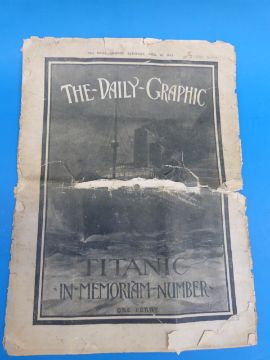 THE-DAILY-GRAPHIC
TITANIC
-IN-MEMORIAM-NUMBER-
ONE PENNY